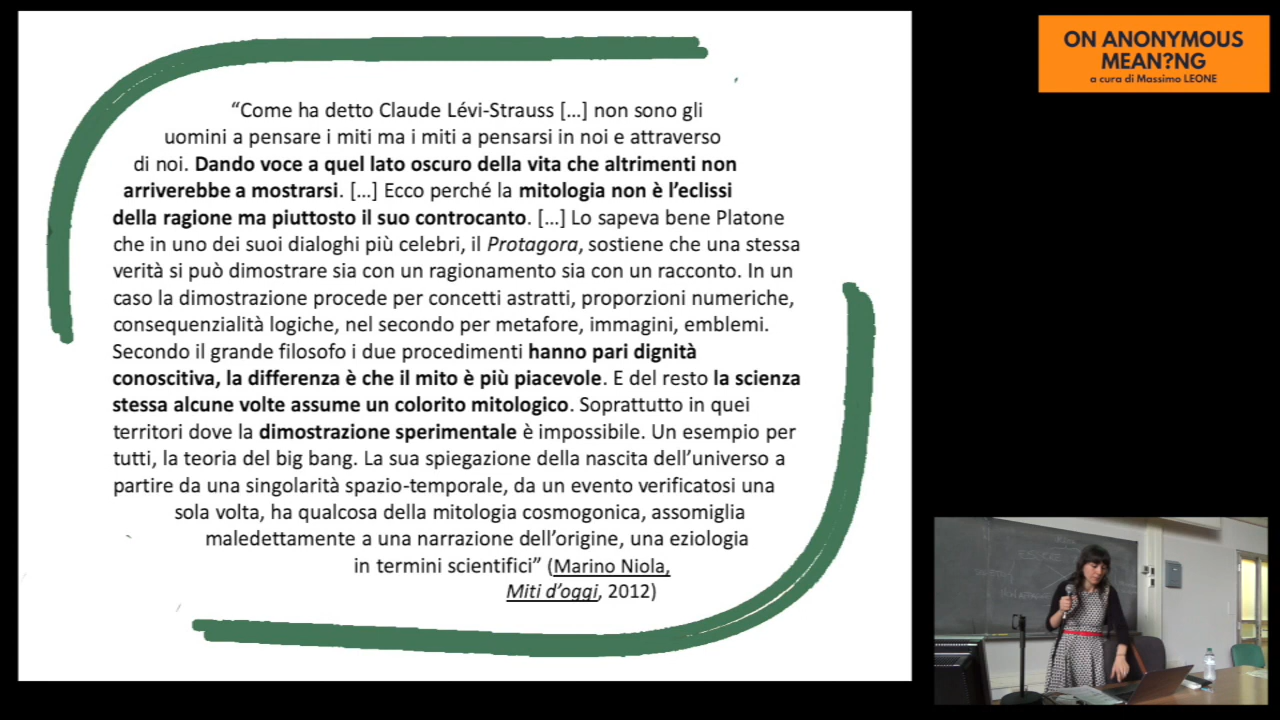 ON ANONYMOUS
MEAN?NG
a cura di Massimo LEONE
“Come ha detto Claude Lévi-Strauss […] non sono gli
uomini a pensare i miti ma i miti a pensarsi in noi e attraverso
di noi. Dando voce a quel lato oscuro della vita che altrimenti non
arriverebbe a mostrarsi. […] Ecco perché la mitologia non è l’eclissi
della ragione ma piuttosto il suo controcanto. […] Lo sapeva bene Platone
che in uno dei suoi dialoghi più celebri, il Protagora, sostiene che una stessa
verità si può dimostrare sia con un ragionamento sia con un racconto. In un
caso la dimostrazione procede per concetti astratti, proporzioni numeriche,
consequenzialità logiche, nel secondo per metafore, immagini, emblemi.
Secondo il grande filosofo i due procedimenti hanno pari dignità
conoscitiva, la differenza è che il mito è più piacevole. E del resto la scienza
stessa alcune volte assume un colorito mitologico. Soprattutto in quei
territori dove la dimostrazione sperimentale è impossibile. Un esempio per
tutti, la teoria del big bang. La sua spiegazione della nascita dell’universo a
partire da una singolarità spazio-temporale, da un evento verificatosi una
sola volta, ha qualcosa della mitologia cosmogonica, assomiglia
maledettamente a una narrazione dell’origine, una eziologia
in termini scientifici” (Marino Niola,
Miti d’oggi, 2012)